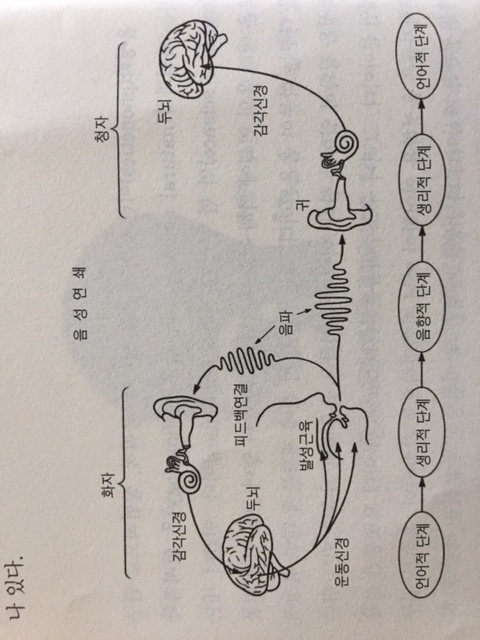 나 있다.
음 성 연 쇄
화자
청자
감각신경
두뇌
피드백연결
음파
귀
두뇌
감각신경
발성근육
운동신경
언어적 단계
생리적 단계
음향적 단계
생리적 단계
언어적 단계